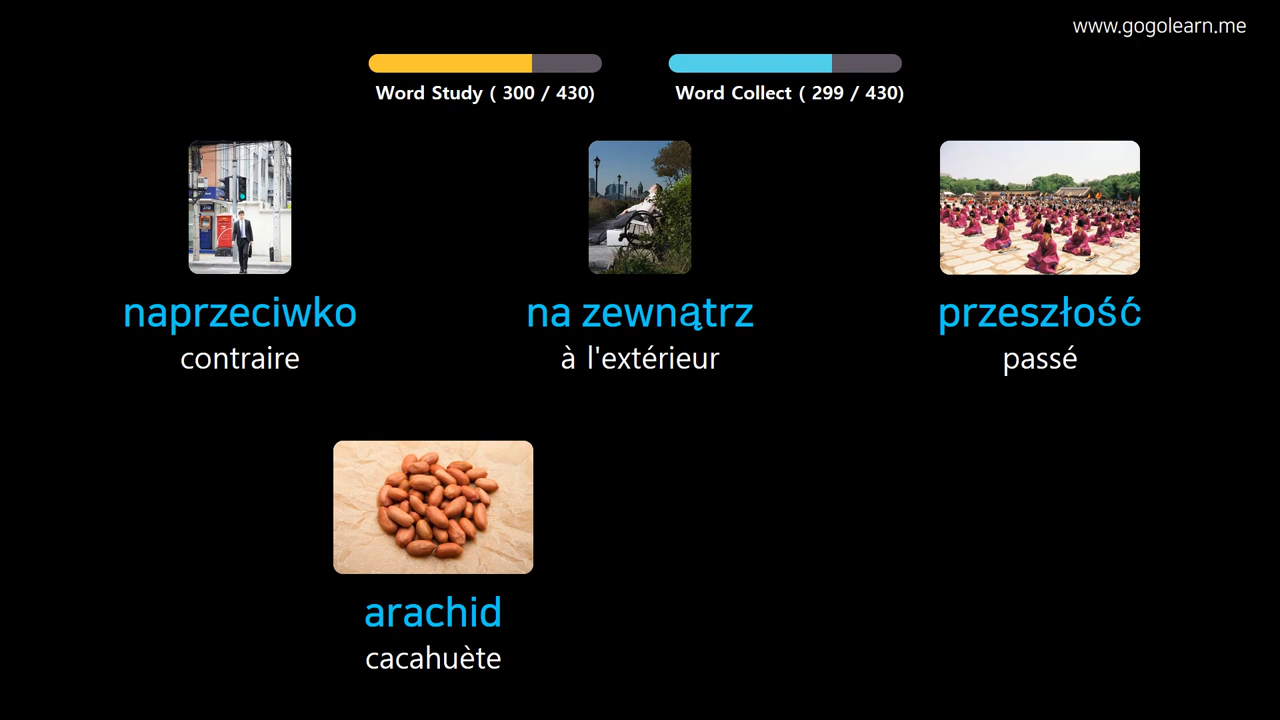 www.gogolearn.me
Word Study ( 300 / 430)
Word Collect ( 299 / 430)
naprzeciwko
contraire
na zewnątrz
à l'extérieur
przeszłość
passé
arachid
cacahuète